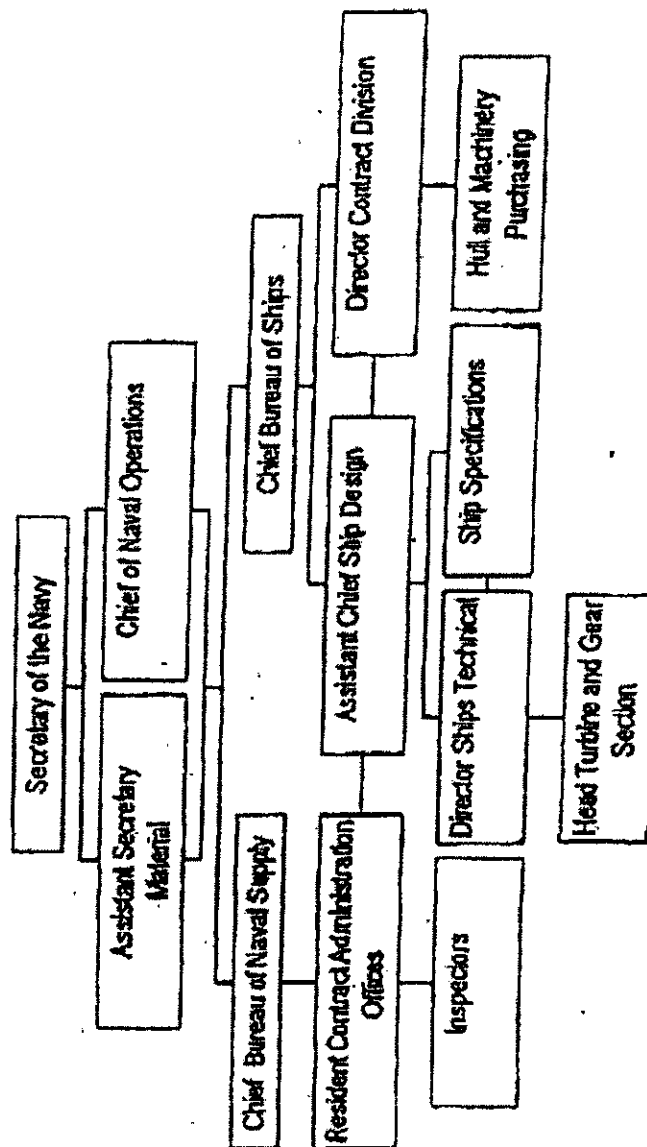 Secretary of the Navy
Assistant Secretary
Material
Chief of Naval Operations
Chief Bureau of Naval Supply
Chief Bureau of Ships
Resident Contract Administration
Offices
Assistant Chief Ship Design
Director Contract Division
Inspectors
Director Ships Technical
Ship Specifications
Hull and Machinery
Purchasing
Head Turbine and Gear
Section